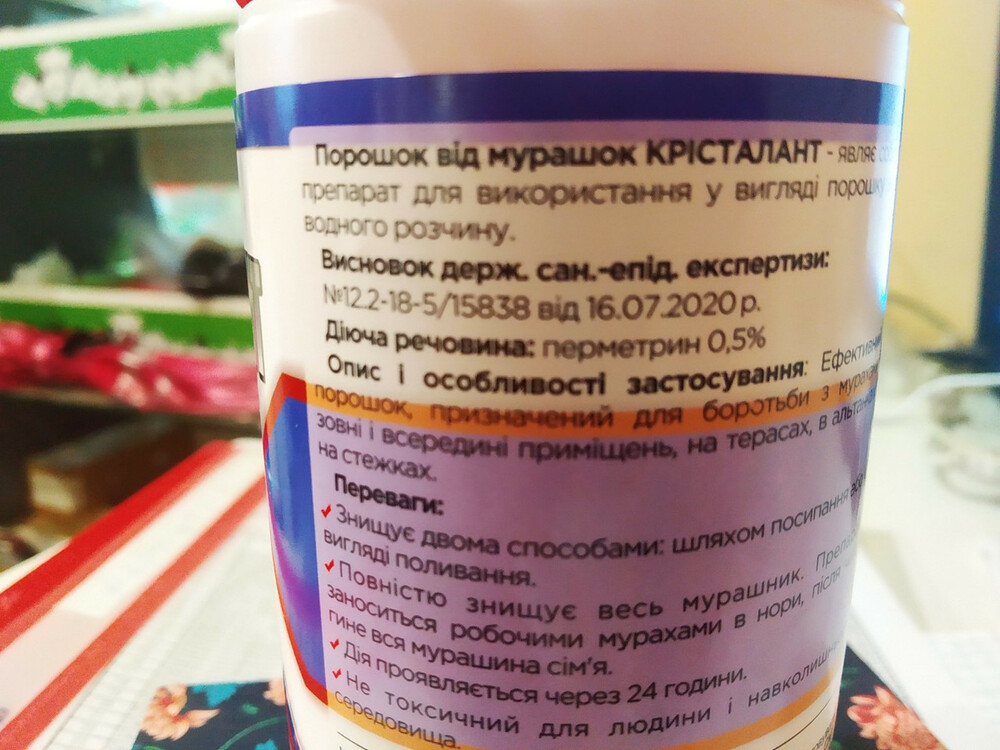 Порошок від мурашок КРІСТАЛАНТ - являє
препарат для використання у вигляді порошку
водного розчину.
Висновок держ. сан.-епід. експертизи:
№12.2-18-5/15838 від 16.07.2020 р.
Діюча речовина: перметрин 0,5%
Опис і особливості застосування: Ефективний
порошок, призначений для боротьби з мурахами
зовні і всередині приміщень, на терасах, в альтанках
на стежках.
Переваги:
✓Знищує двома способами: шляхом посипання або
вигляді поливання.
✓Повністю знищує весь мурашник. Препарат
заноситься робочими мурахами в нори, після
гине вся мурашина сім'я.
✓Дія проявляється через 24 години.
✓Не токсичний для людини і навколишнього
середовища.